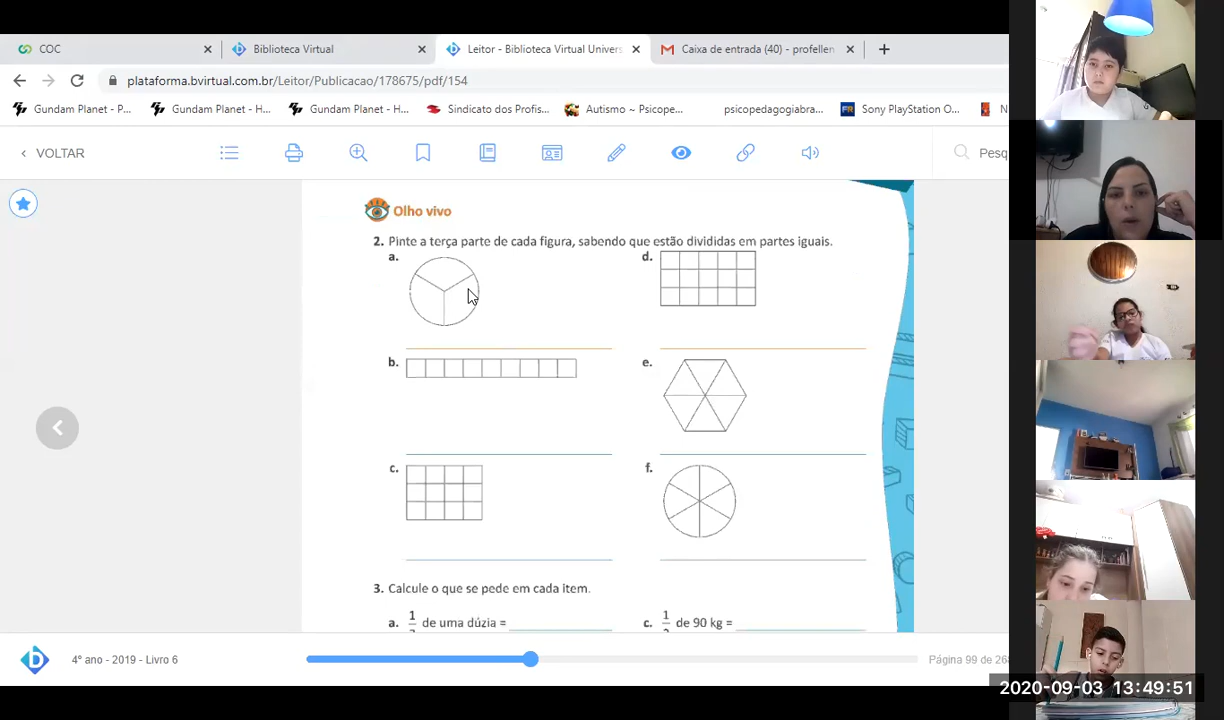 COC
Biblioteca Virtual
Leitor - Biblioteca Virtual Univers
Caixa de entrada (40) - profellen
plataforma.bvirtual.com.br/Leitor/Publicacao/178675/pdf/154
Gundam Planet - P...
Gundam Planet - H...
Gundam Planet - H...
Sindicato dos Profis...
Autismo ~ Psicope...
psicopedagogiabra...
FR
Sony PlayStation O...
N
VOLTAR
Pesq
Olho vivo
2. Pinte a terça parte de cada figura, sabendo que estão divididas em partes iguais.
a.
d.
b.
e.
c.
f.
3. Calcule o que se pede em cada item.
a. 1 de uma dúzia =
c. 1 de 90 kg =
4º ano - 2019 - Livro 6
Página 99 de 268
2020-09-03 13:49:51